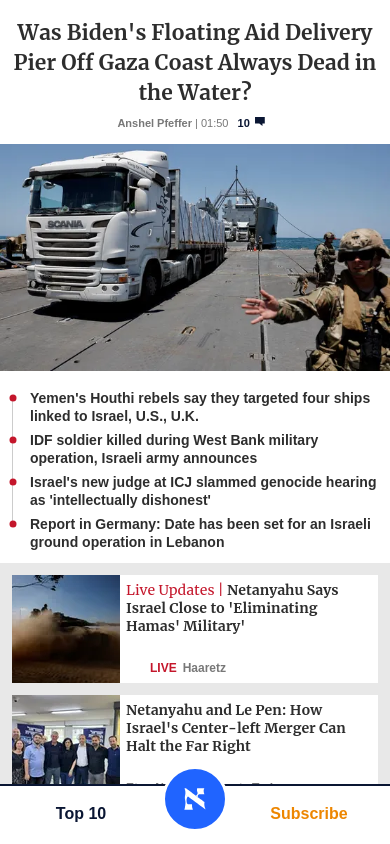 Was Biden's Floating Aid Delivery
Pier Off Gaza Coast Always Dead in
the Water?
Anshel Pfeffer | 01:50 10
SCANIA
Yemen's Houthi rebels say they targeted four ships
linked to Israel, U.S., U.K.
IDF soldier killed during West Bank military
operation, Israeli army announces
Israel's new judge at ICJ slammed genocide hearing
as 'intellectually dishonest'
Report in Germany: Date has been set for an Israeli
ground operation in Lebanon
Live Updates | Netanyahu Says
Israel Close to 'Eliminating
Hamas' Military'
LIVE Haaretz
Netanyahu and Le Pen: How
Israel's Center-left Merger Can
Halt the Far Right
Top 10
Subscribe